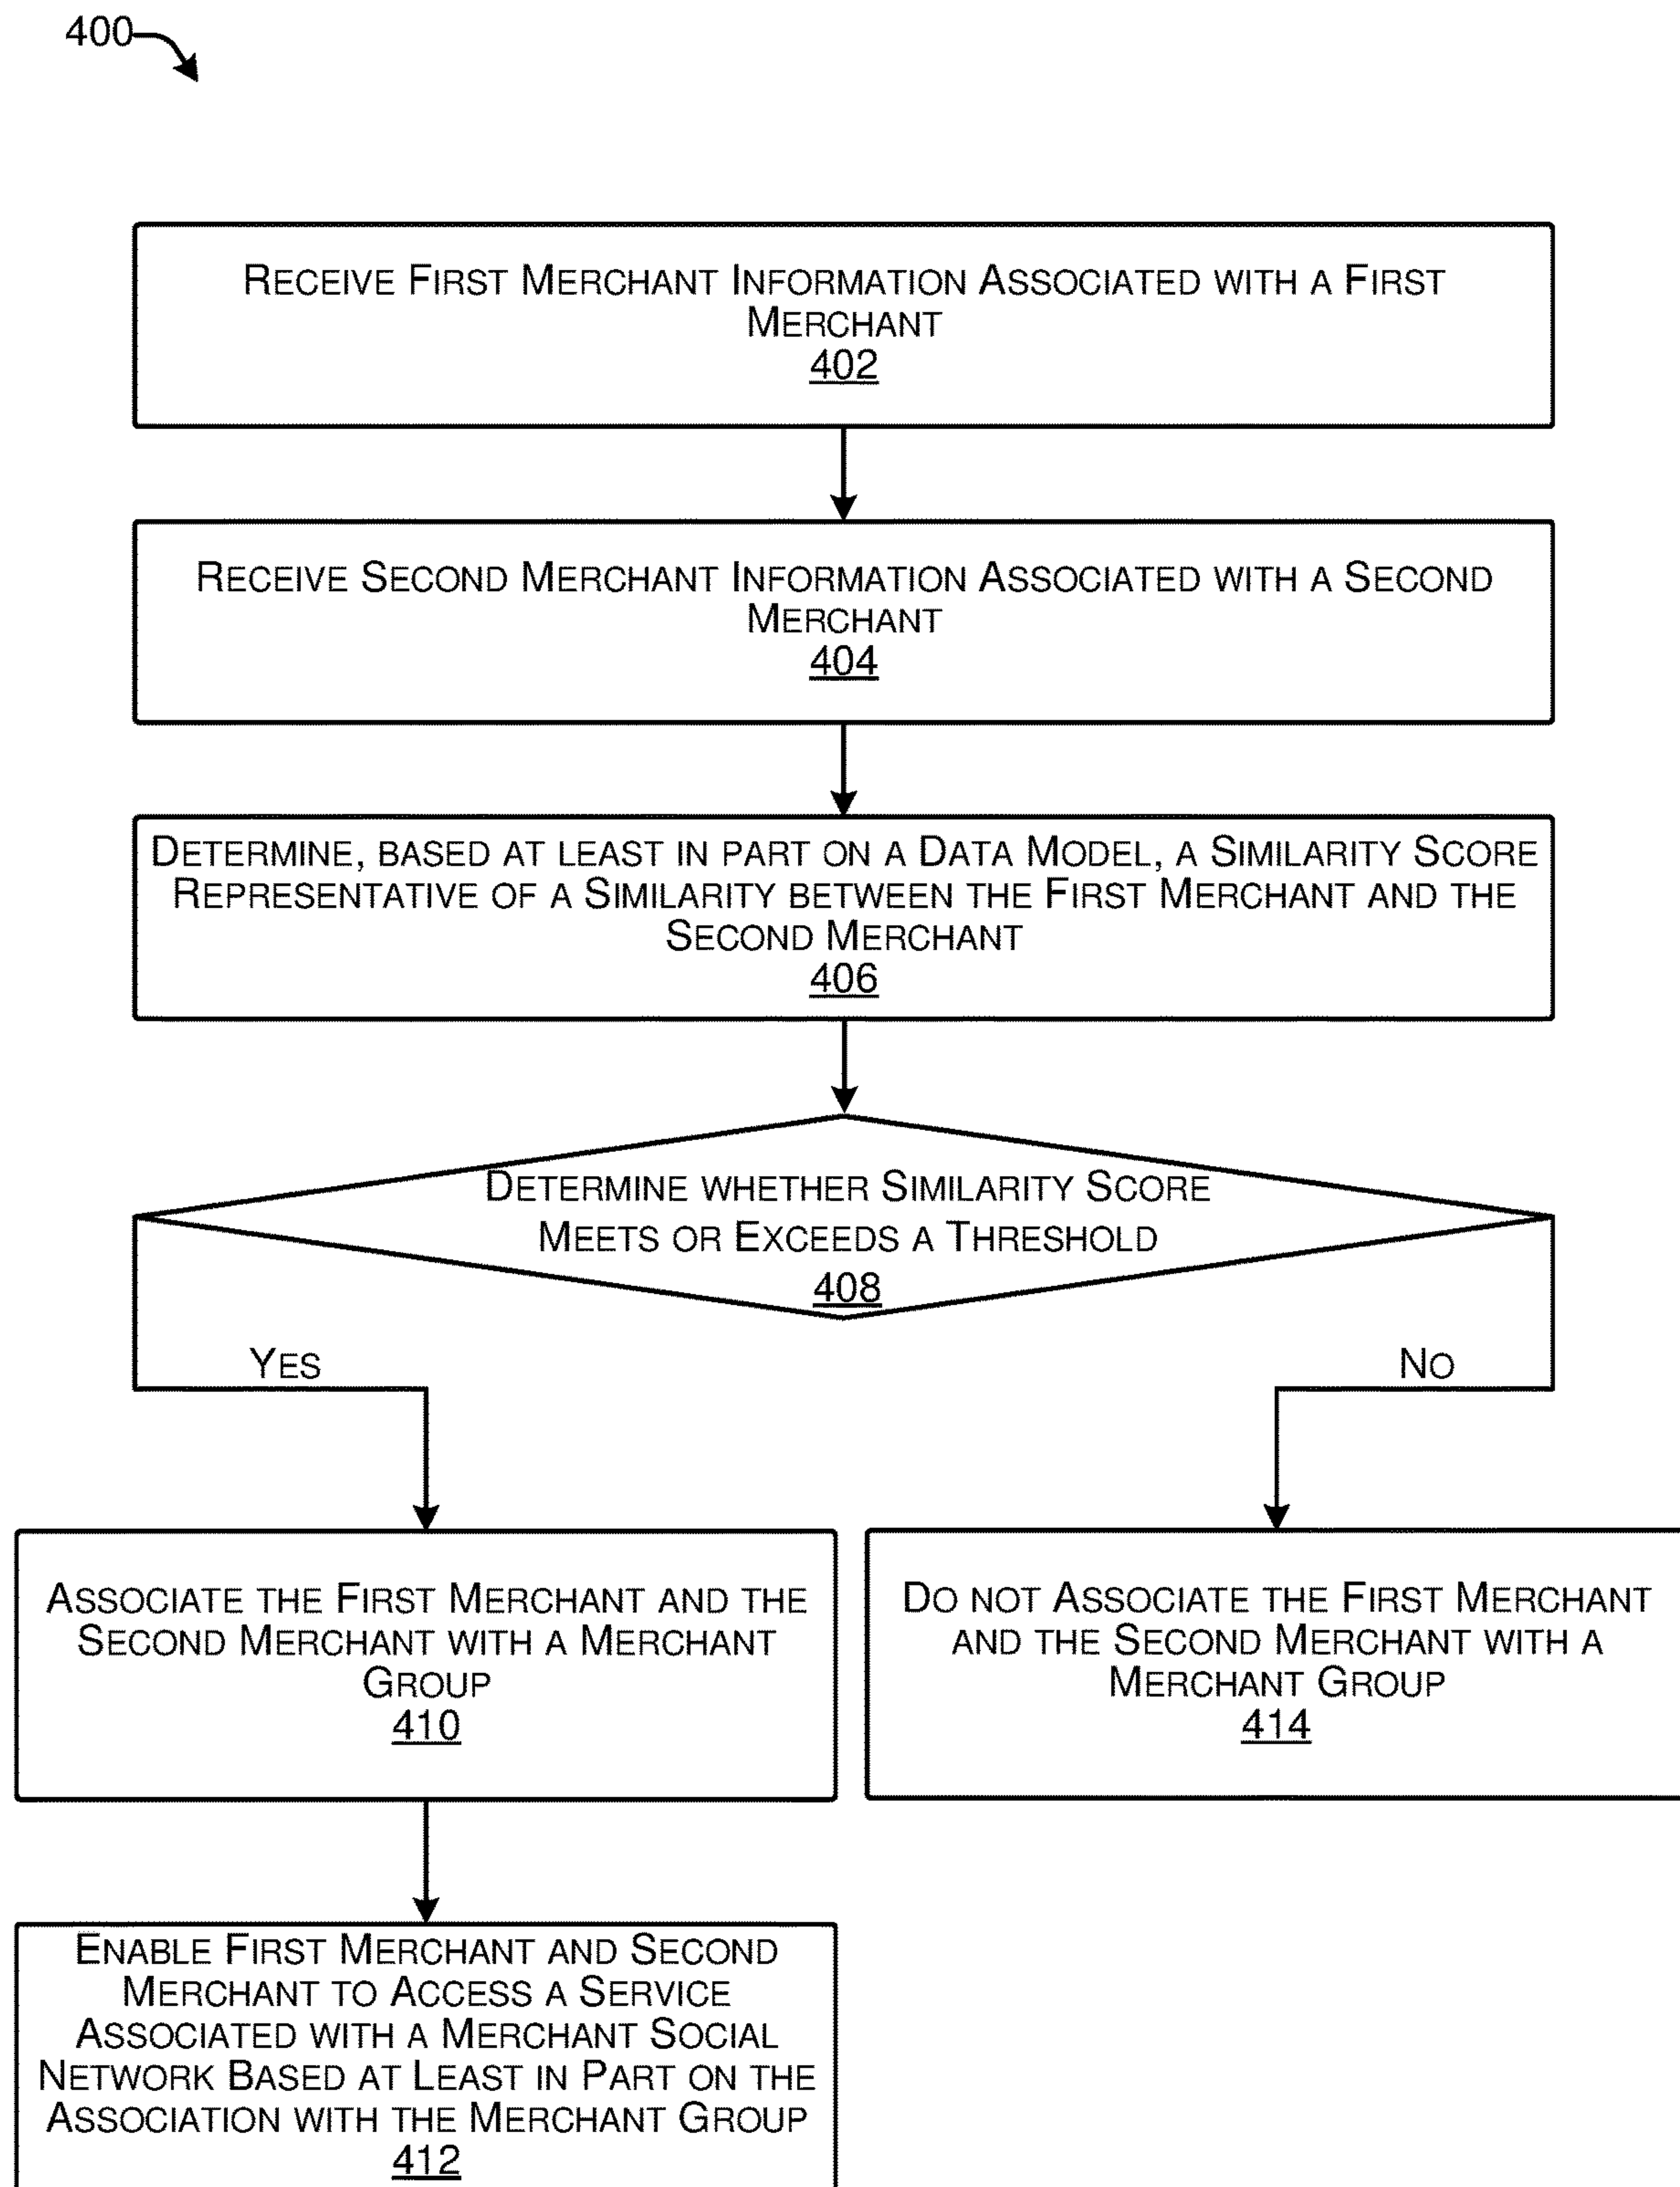 400
RECEIVE FIRST MERCHANT INFORMATION ASSOCIATED WITH A FIRST
MERCHANT
402
RECEIVE SECOND MERCHANT INFORMATION ASSOCIATED WITH A SECOND
MERCHANT
404
DETERMINE, BASED AT LEAST IN PART ON A DATA MODEL, A SIMILARITY SCORE
REPRESENTATIVE OF A SIMILARITY BETWEEN THE FIRST MERCHANT AND THE
SECOND MERCHANT
406
DETERMINE WHETHER SIMILARITY SCORE
MEETS OR EXCEEDS A THRESHOLD
408
YES
NO
ASSOCIATE THE FIRST MERCHANT AND THE
SECOND MERCHANT WITH A MERCHANT
GROUP
410
DO NOT ASSOCIATE THE FIRST MERCHANT
AND THE SECOND MERCHANT WITH A
MERCHANT GROUP
414
ENABLE FIRST MERCHANT AND SECOND
MERCHANT TO ACCESS A SERVICE
ASSOCIATED WITH A MERCHANT SOCIAL
NETWORK BASED AT LEAST IN PART ON THE
ASSOCIATION WITH THE MERCHANT GROUP
412